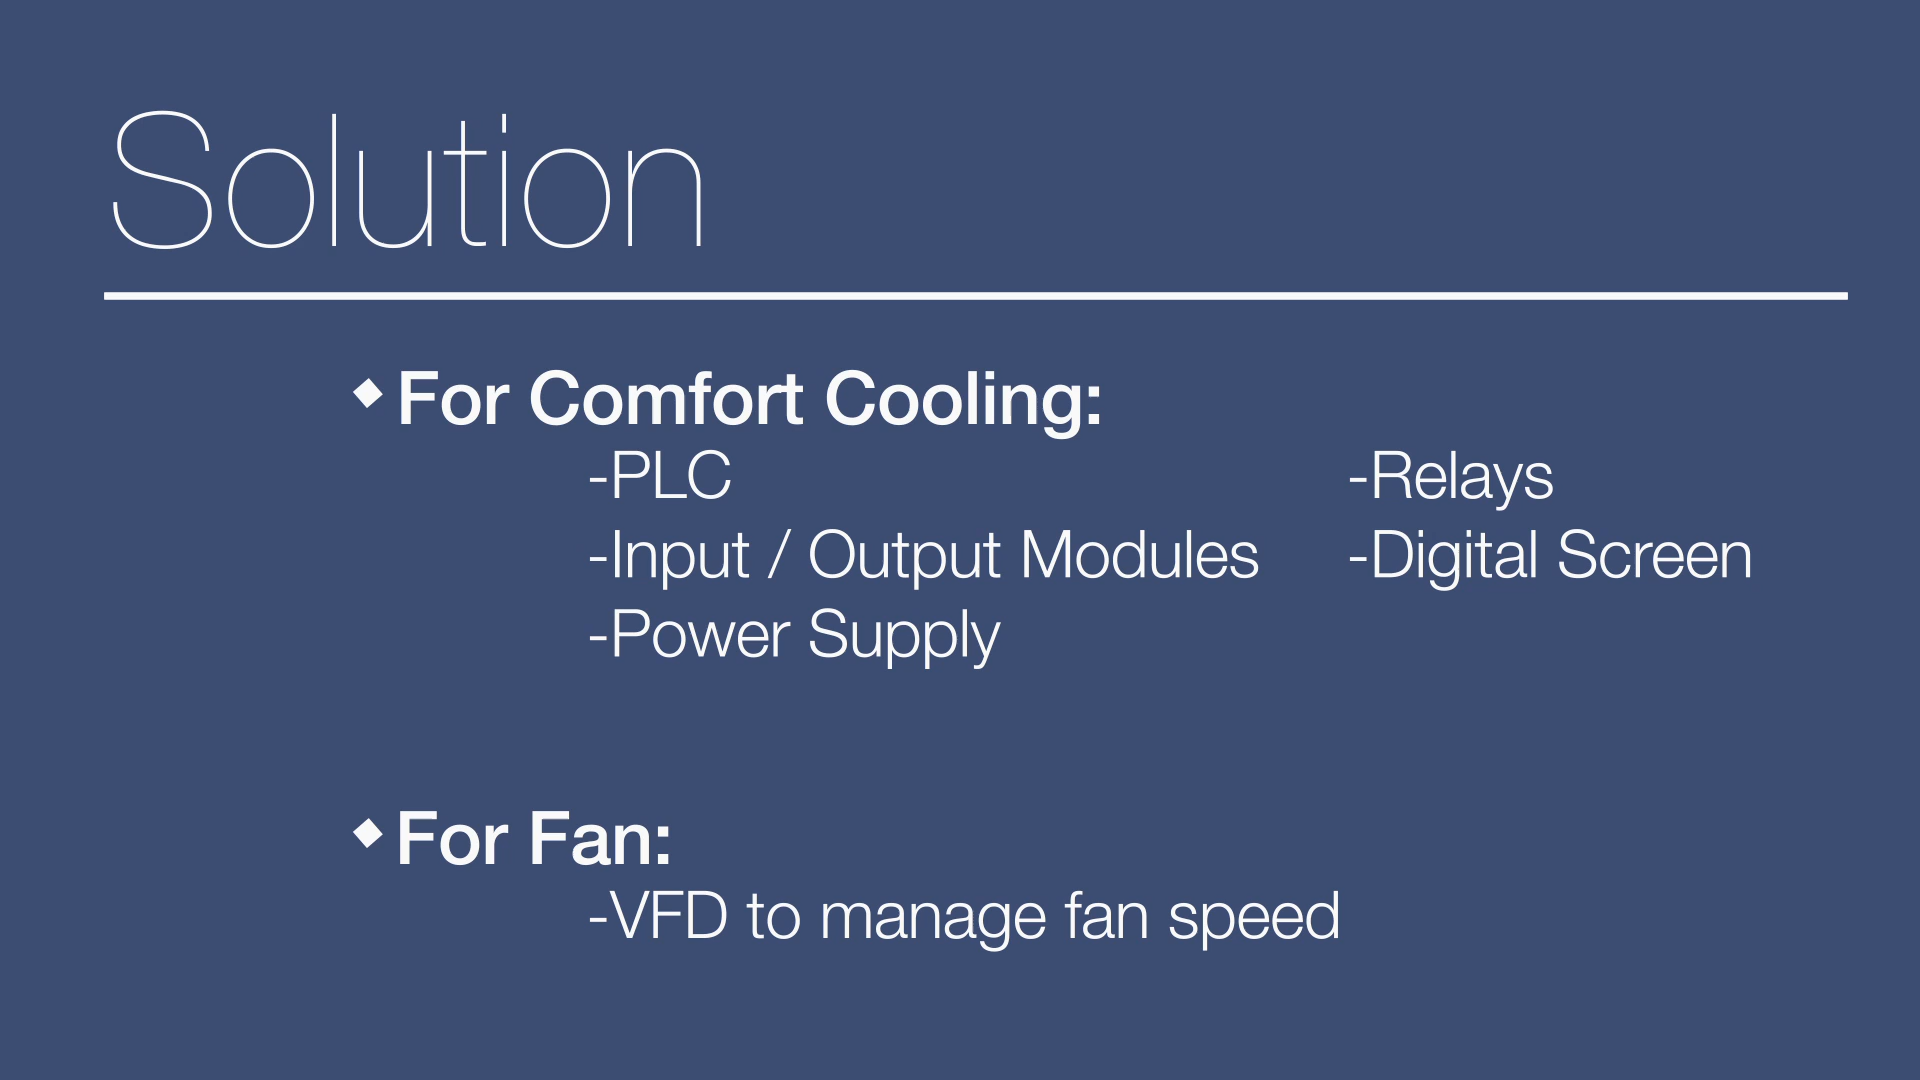 Solution
◆ For Comfort Cooling:
-PLC -Relays
-Input / Output Modules -Digital Screen
-Power Supply
◆ For Fan:
-VFD to manage fan speed